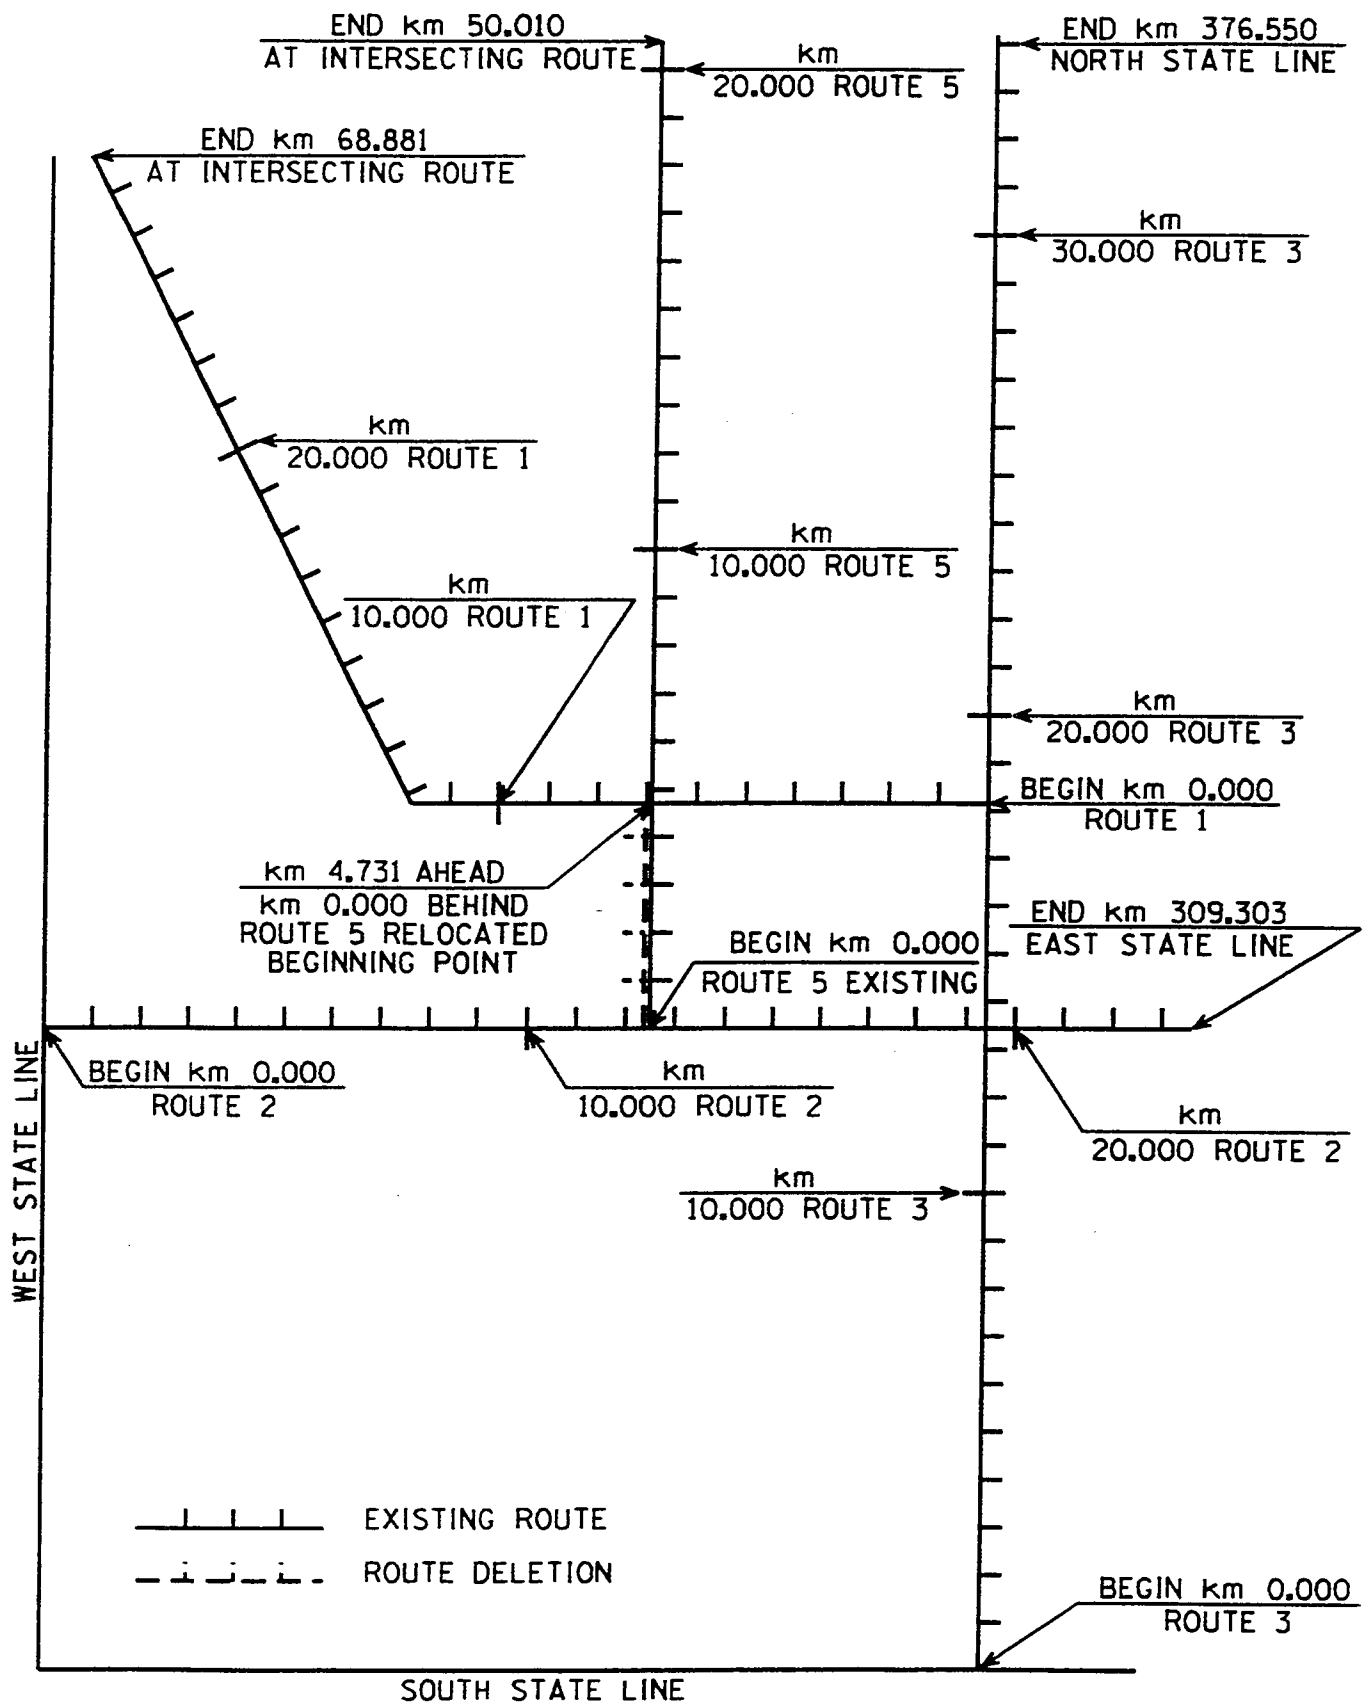 END km 50.010
AT INTERSECTING ROUTE
END km 376.550
NORTH STATE LINE
km
20.000 ROUTE 5
END km 68.881
AT INTERSECTING ROUTE
km
30.000 ROUTE 3
km
20.000 ROUTE 1
km
10.000 ROUTE 5
km
10.000 ROUTE 1
km
20.000 ROUTE 3
BEGIN km 0.000
ROUTE 1
km 4.731 AHEAD
km 0.000 BEHIND
ROUTE 5 RELOCATED
BEGINNING POINT
END km 309.303
EAST STATE LINE
BEGIN km 0.000
ROUTE 5 EXISTING
BEGIN km 0.000
ROUTE 2
km
10.000 ROUTE 2
km
20.000 ROUTE 2
km
10.000 ROUTE 3
WEST STATE LINE
EXISTING ROUTE
ROUTE DELETION
BEGIN km 0.000
ROUTE 3
SOUTH STATE LINE